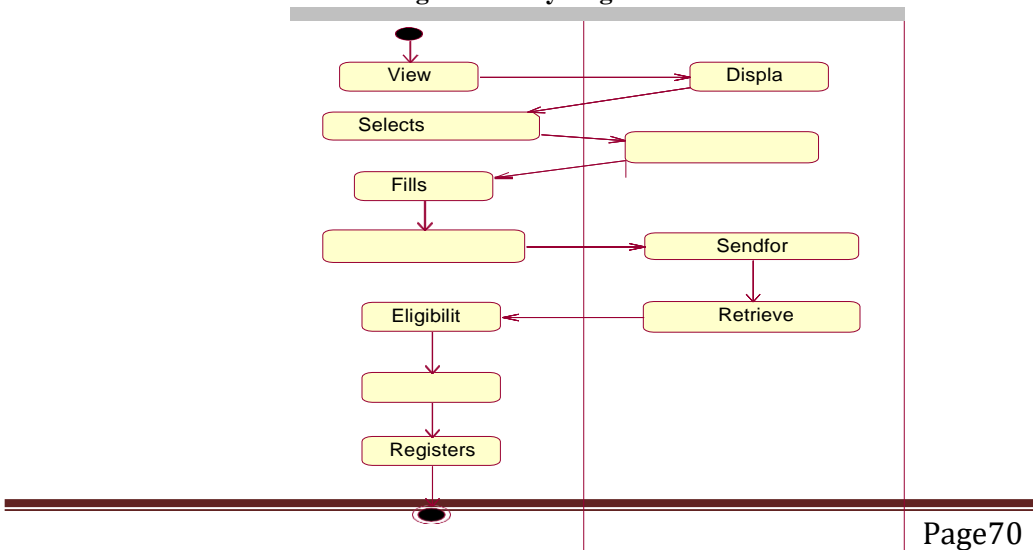 View
Displa
Selects
Fills
Sendfor
Eligibilit
Retrieve
Registers
Page70